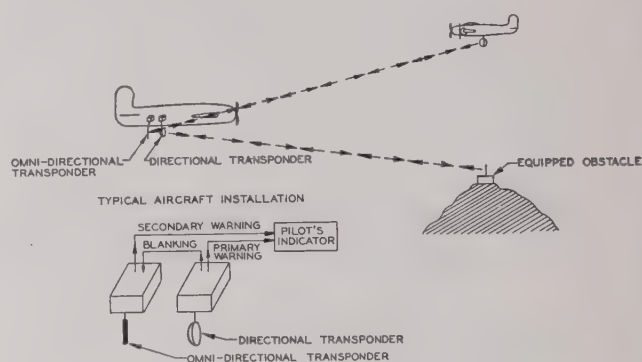 OMNI-DIRECTIONAL
TRANSPONDER
DIRECTIONAL TRANSPONDER
EQUIPPED OBSTACLE
TYPICAL AIRCRAFT INSTALLATION
SECONDARY WARNING
BLANKING
PRIMARY
WARNING
PILOT'S
INDICATOR
DIRECTIONAL TRANSPONDER
OMNI-DIRECTIONAL TRANSPONDER